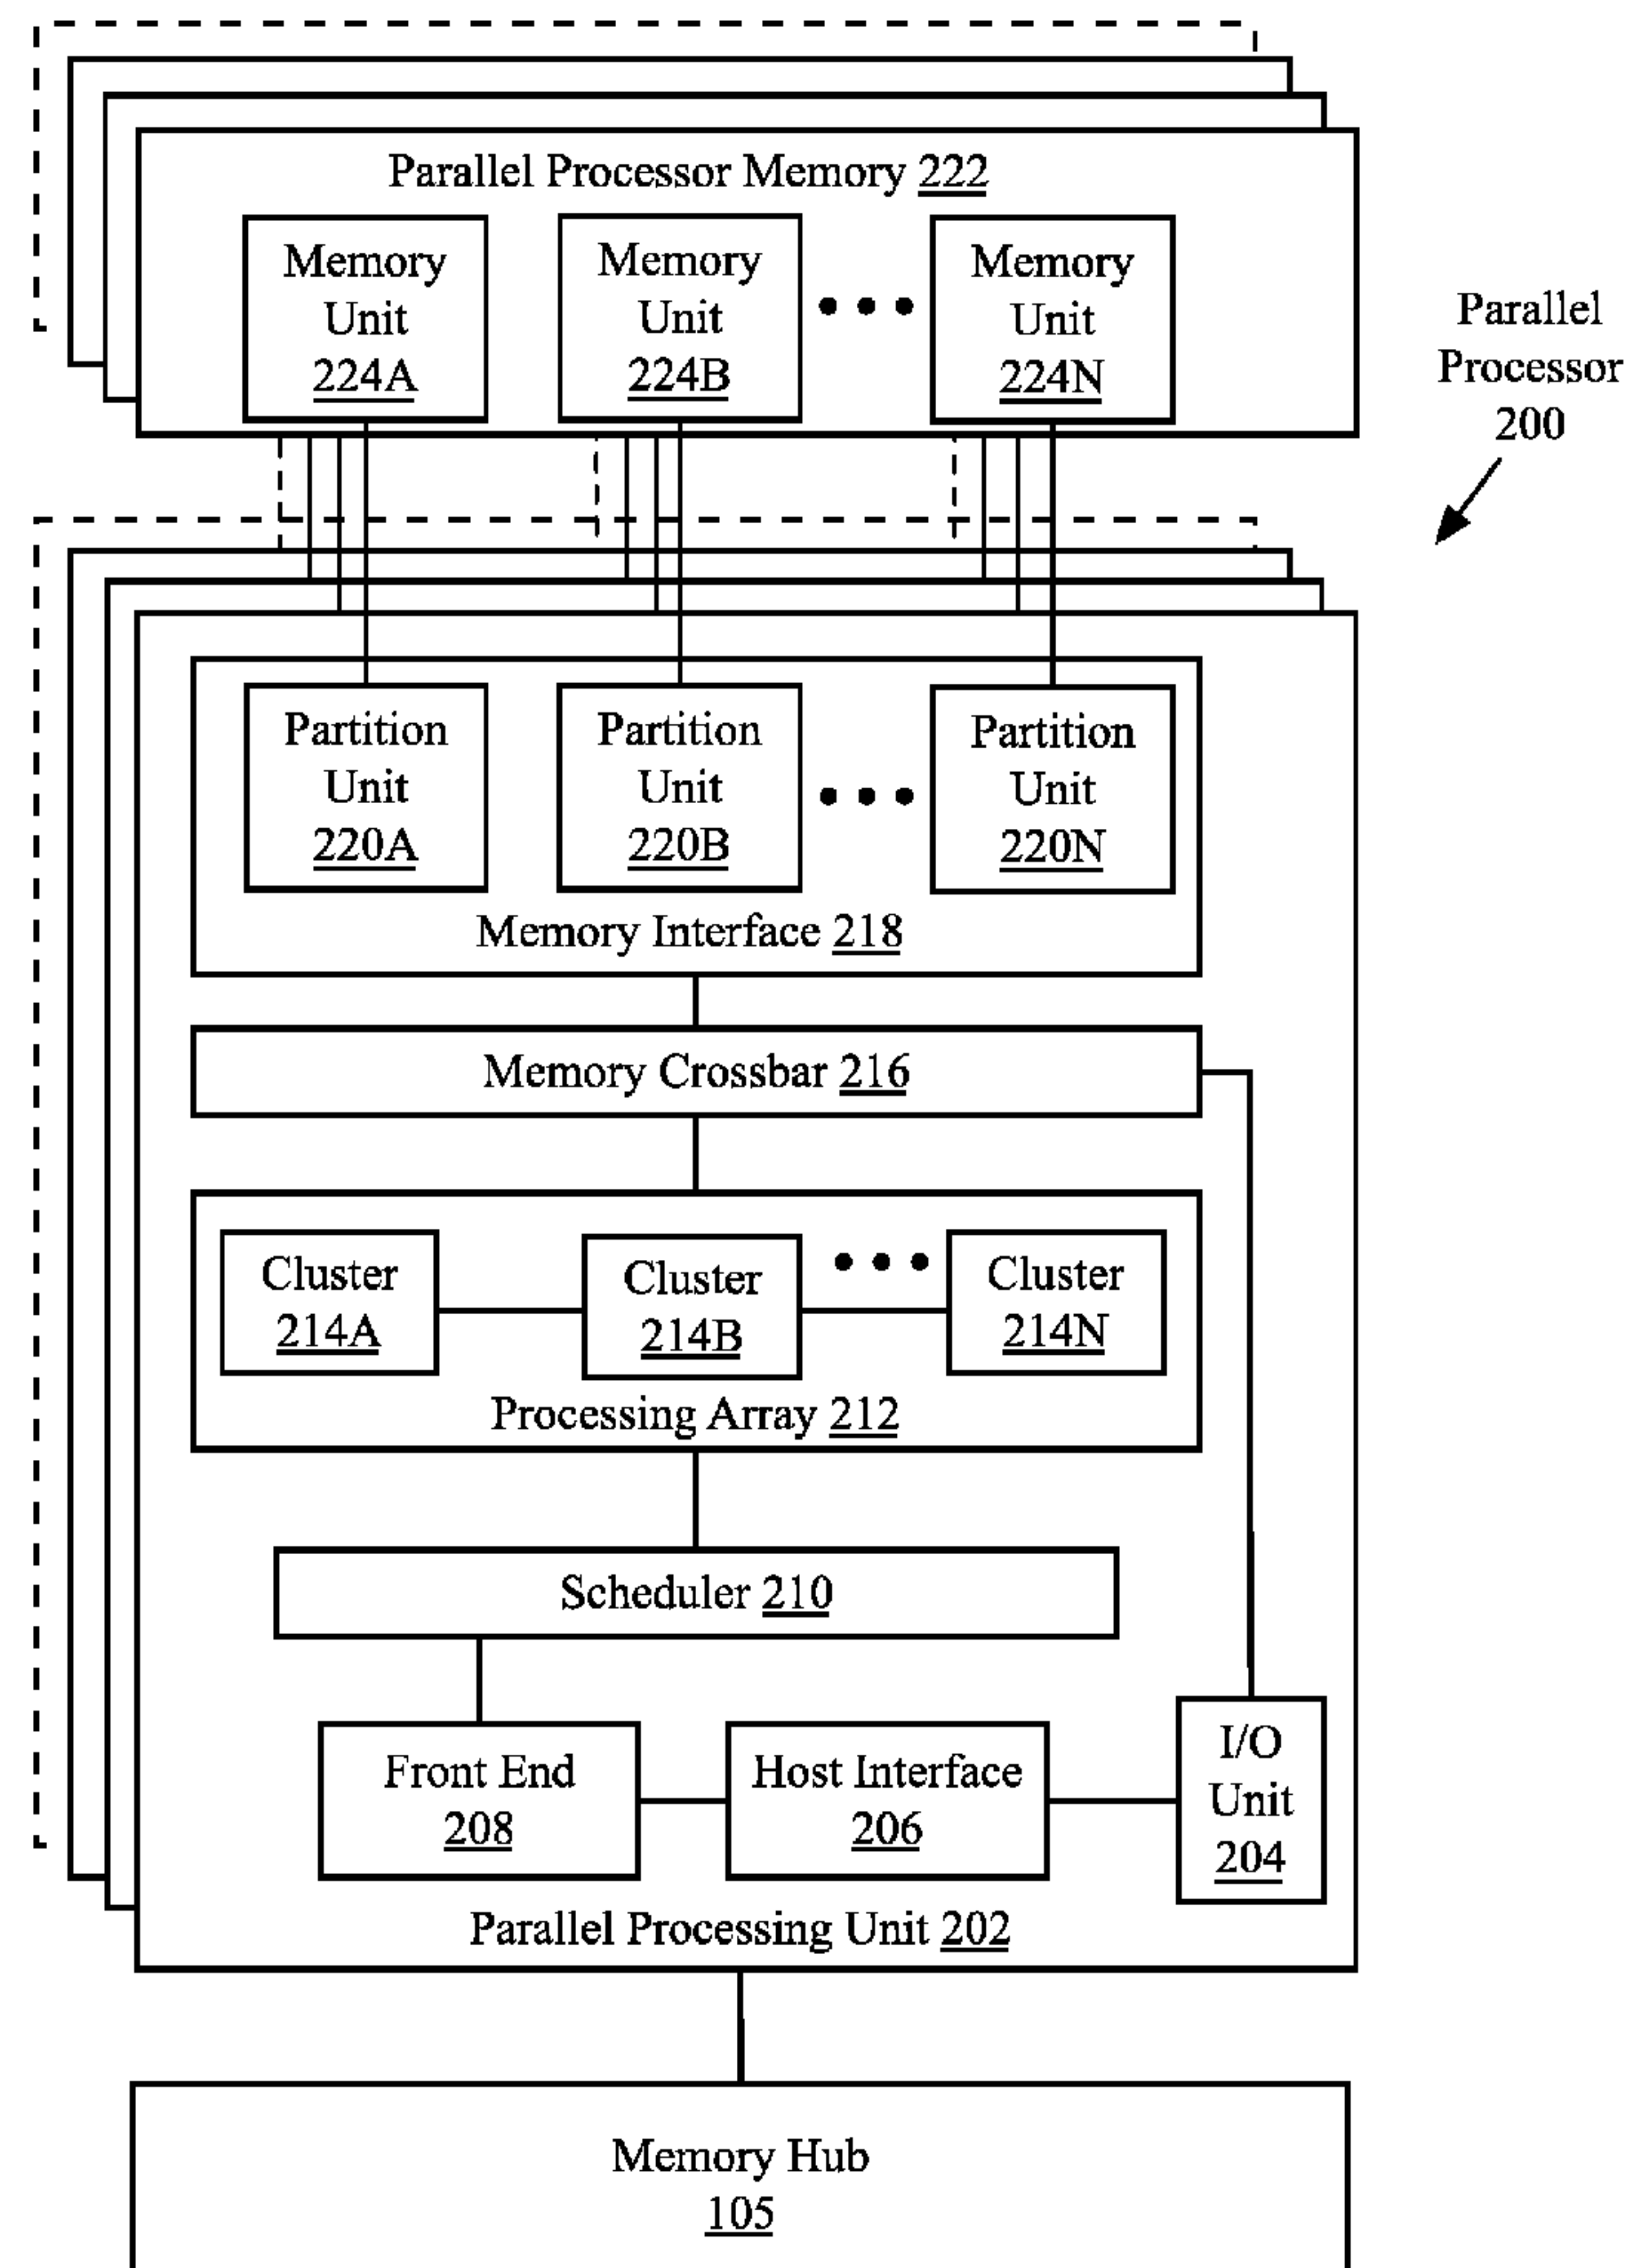 Parallel Processor Memory 222
Memory
Unit
224A
Memory
Unit
224B
Memory
Unit
224N
Parallel
Processor
200
Partition
Unit
220A
Partition
Unit
220B
Partition
Unit
220N
Memory Interface 218
Memory Crossbar 216
Cluster
214A
Cluster
214B
Cluster
214N
Processing Array 212
Scheduler 210
Front End
208
Host Interface
206
I/O
Unit
204
Parallel Processing Unit 202
Memory Hub
105